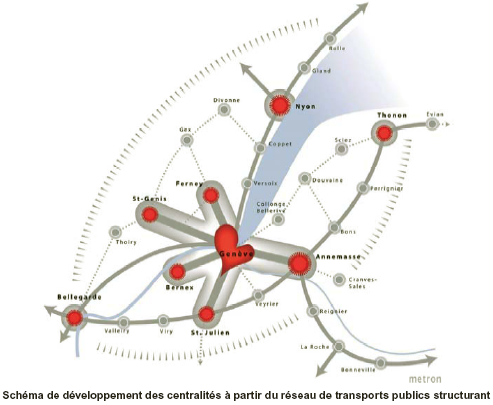 Rolle
Gland
Nyon
Divonne
Thonon
Evian
Gex
Coppet
Sciez
Ferney
Versoix
Douvaine
Perrignier
St-Genis
Collonge
Bellerive
Thoiry
Bons
Genève
Annemasse
Bernex
Cranves-
Sales
Bellegarde
Veyrier
Valleiry
Viry
St-Julien
Reignier
La Roche
Bonneville
metron
Schéma de développement des centralités à partir du réseau de transports publics structurant